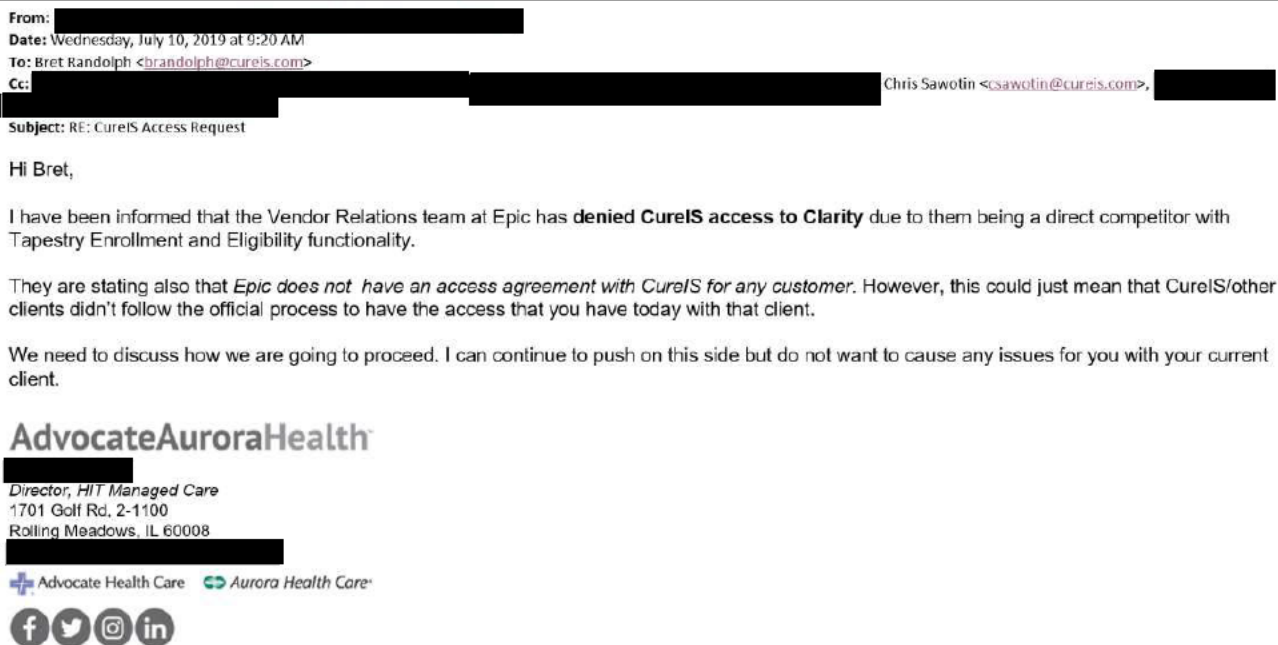 From:
Date: Wednesday, July 10, 2019 at 9:20 AM
To: Bret Randolph <brandolph@cureis.com>
Cc: Chris Sawotin <csawotin@cureis.com>,
Subject: RE: CureIS Access Request
Hi Bret,
I have been informed that the Vendor Relations team at Epic has denied CureIS access to Clarity due to them being a direct competitor with
Tapestry Enrollment and Eligibility functionality.
They are stating also that Epic does not have an access agreement with CureIS for any customer. However, this could just mean that CureIS/other
clients didn't follow the official process to have the access that you have today with that client.
We need to discuss how we are going to proceed. I can continue to push on this side but do not want to cause any issues for you with your current
client.
AdvocateAuroraHealth™
Director, HIT Managed Care
1701 Golf Rd, 2-1100
Rolling Meadows, IL 60008
Advocate Health Care Aurora Health Care®
f in